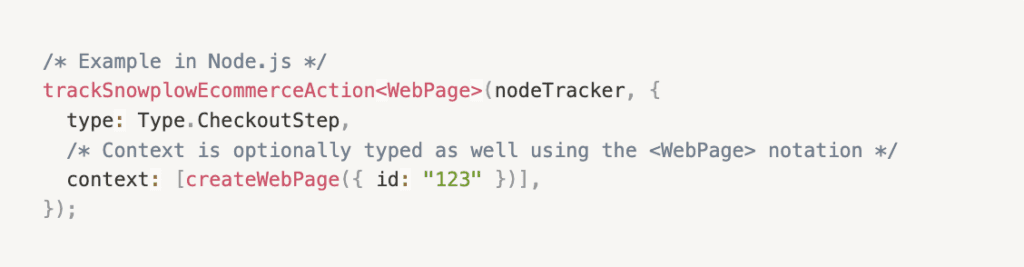 /* Example in Node.js */
trackSnowplowEcommerceAction<WebPage>(nodeTracker, {
  type: Type.CheckoutStep,
  /* Context is optionally typed as well using the <WebPage> notation */
  context: [createWebPage({ id: "123" })],
});